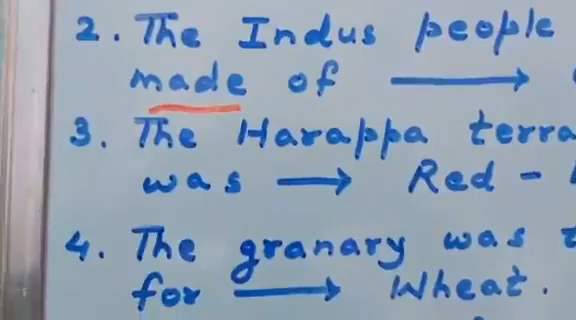 2. The Indus people
made of →
3. The Harappa terra
was → Red -
4. The granary was
for → Wheat.